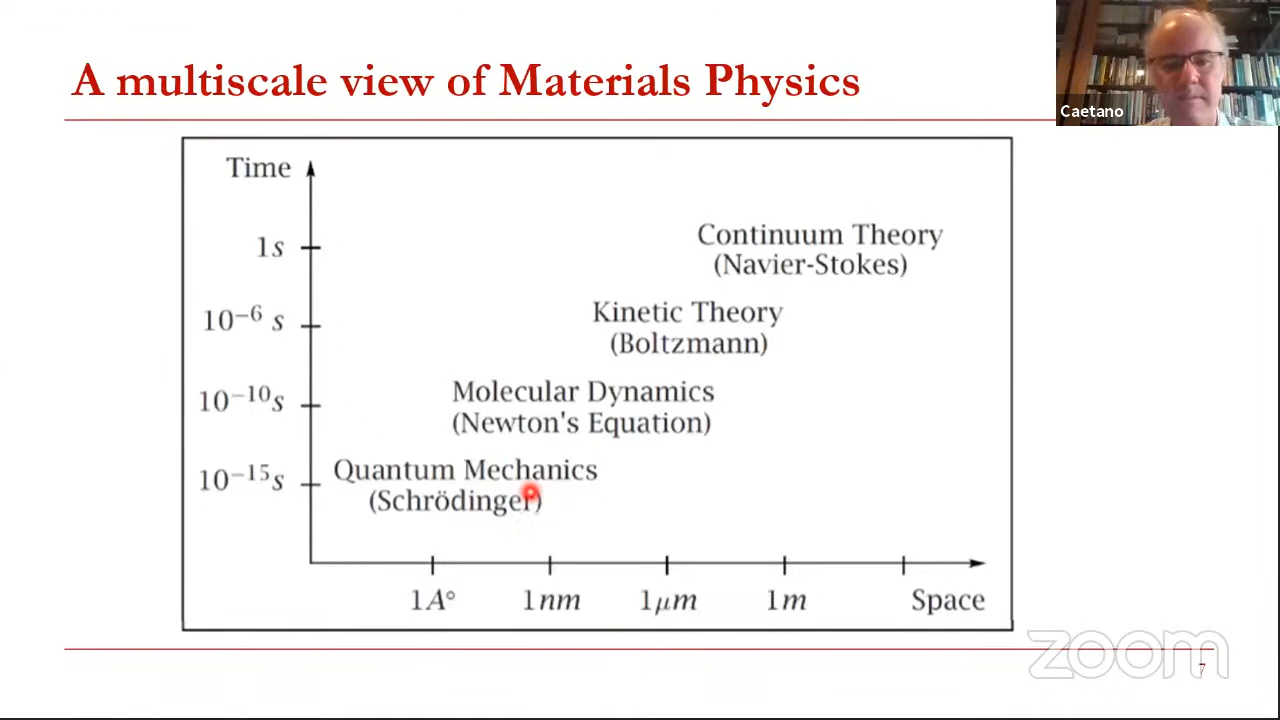 A multiscale view of Materials Physics
Caetano
Time
1s
Continuum Theory
(Navier-Stokes)
10⁻⁶ s
Kinetic Theory
(Boltzmann)
10⁻¹⁰s
Molecular Dynamics
(Newton's Equation)
10⁻¹⁵s
Quantum Mechanics
(Schrödinger)
1A° 1nm 1μm 1m Space
zoom
7